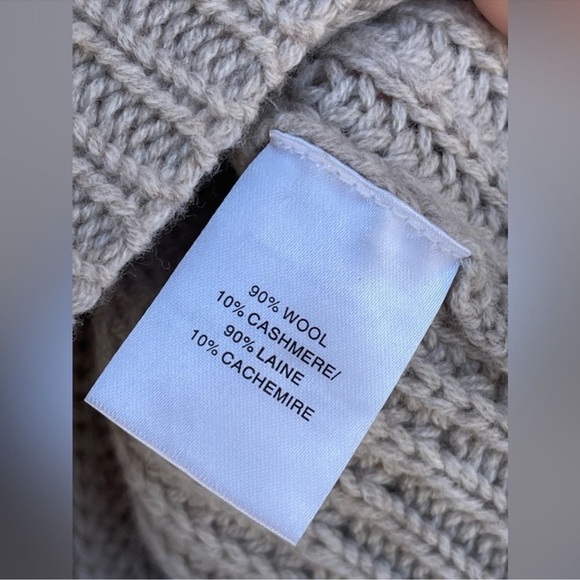 90% WOOL
10% CASHMERE/
90% LAINE
10% CACHEMIRE